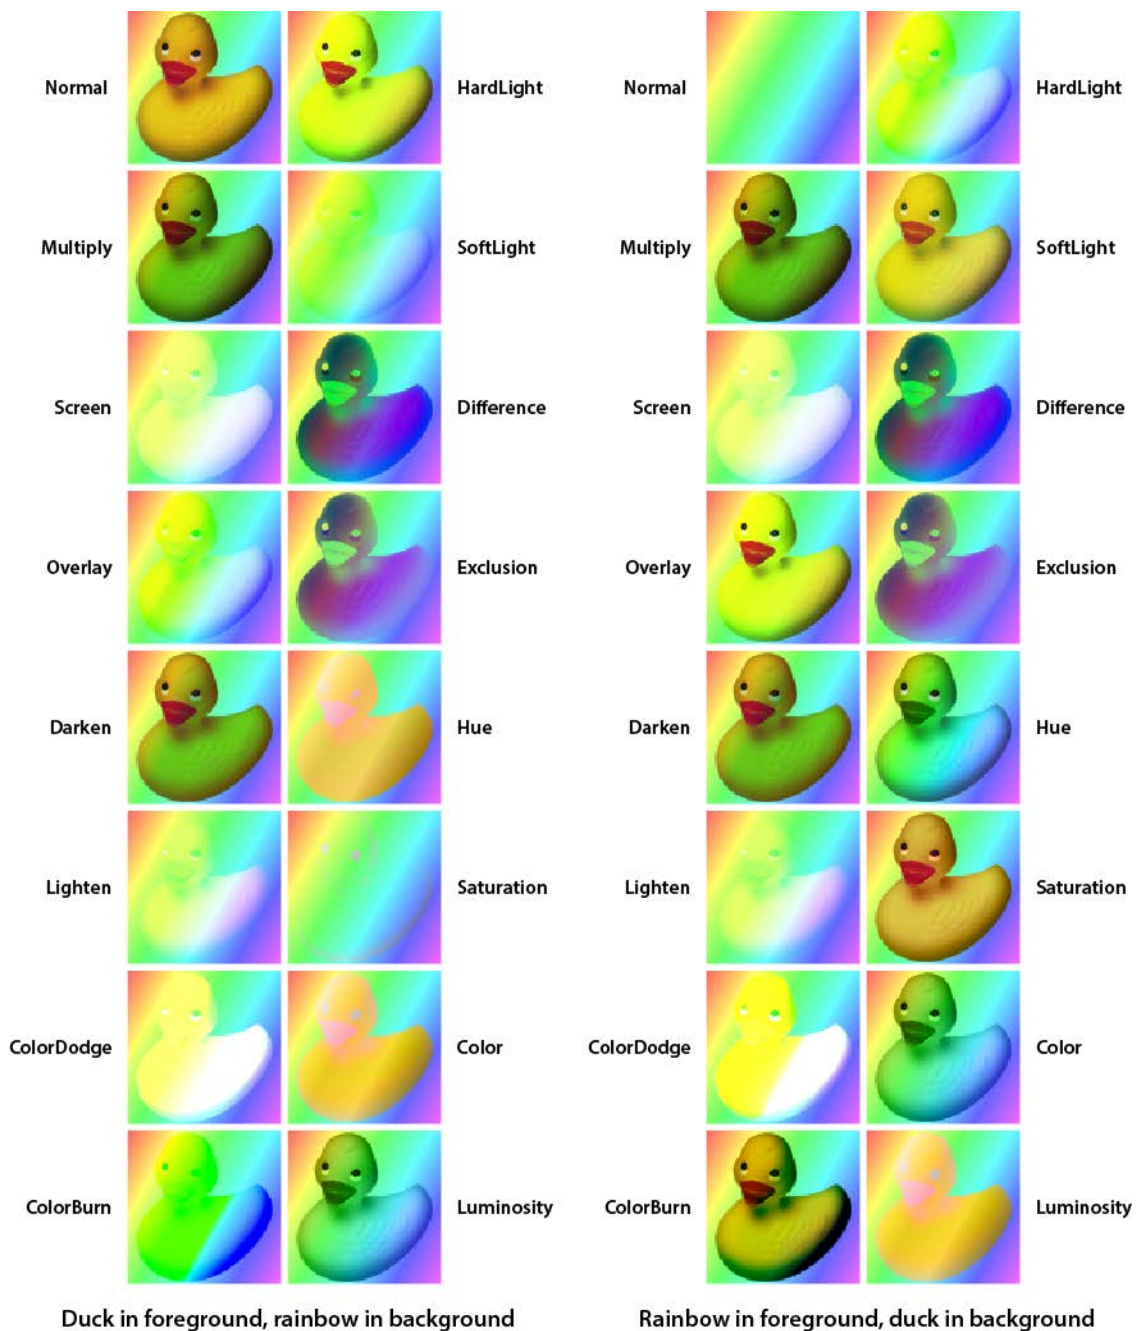 Normal HardLight Normal HardLight
Multiply SoftLight Multiply SoftLight
Screen Difference Screen Difference
Overlay Exclusion Overlay Exclusion
Darken Hue Darken Hue
Lighten Saturation Lighten Saturation
ColorDodge Color ColorDodge Color
ColorBurn Luminosity ColorBurn Luminosity
Duck in foreground, rainbow in background Rainbow in foreground, duck in background